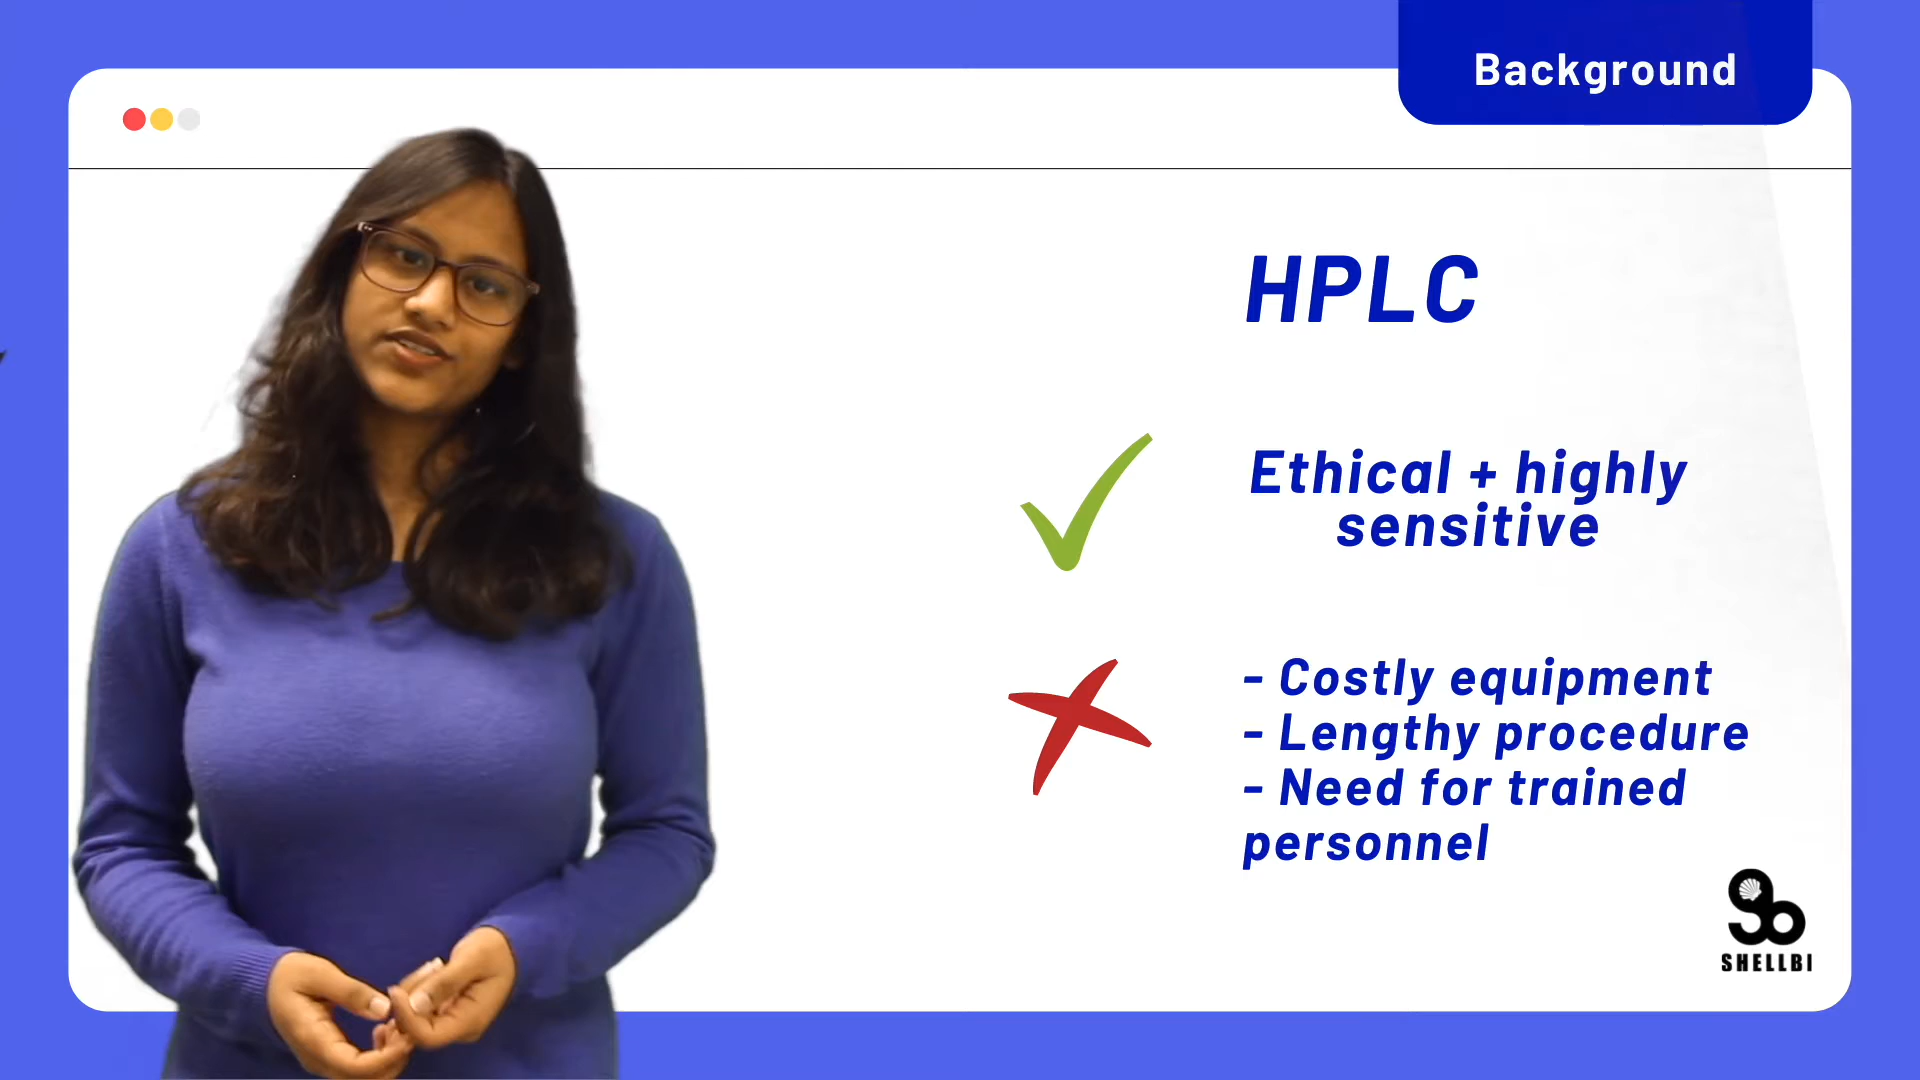 Background
HPLC
Ethical + highly
sensitive
- Costly equipment
- Lengthy procedure
- Need for trained
personnel
SHELLBI